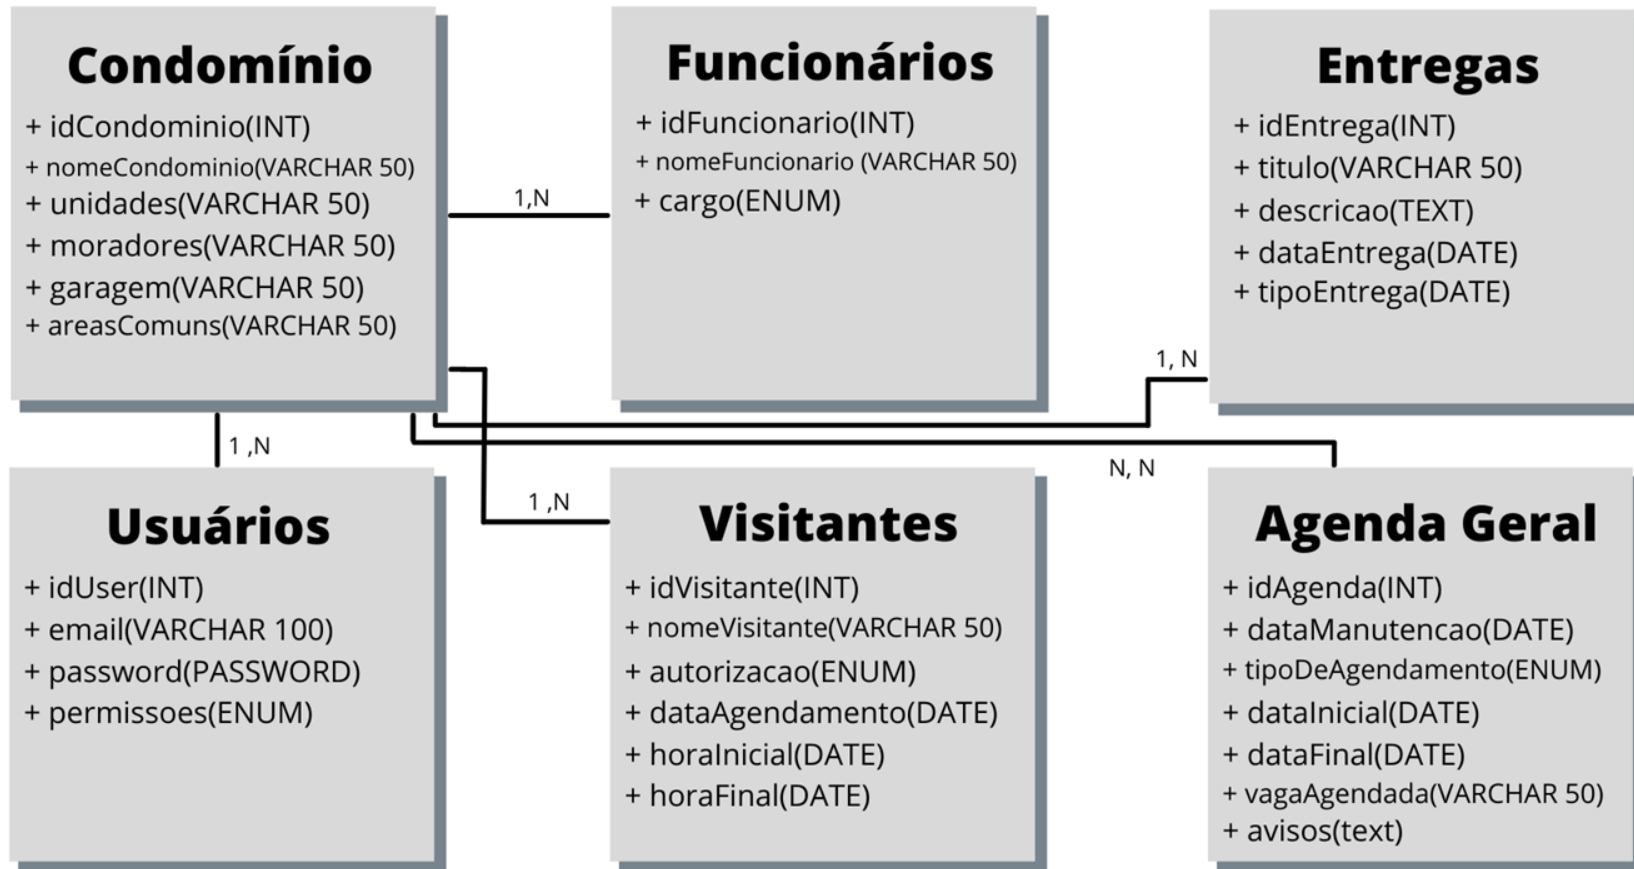 Condomínio
+ idCondominio(INT)
+ nomeCondominio(VARCHAR 50)
+ unidades(VARCHAR 50)
+ moradores(VARCHAR 50)
+ garagem(VARCHAR 50)
+ areasComuns(VARCHAR 50)
1,N
Funcionários
+ idFuncionario(INT)
+ nomeFuncionario (VARCHAR 50)
+ cargo(ENUM)
Entregas
+ idEntrega(INT)
+ titulo(VARCHAR 50)
+ descricao(TEXT)
+ dataEntrega(DATE)
+ tipoEntrega(DATE)
1, N
1 ,N
1 ,N
N, N
Usuários
+ idUser(INT)
+ email(VARCHAR 100)
+ password(PASSWORD)
+ permissoes(ENUM)
Visitantes
+ idVisitante(INT)
+ nomeVisitante(VARCHAR 50)
+ autorizacao(ENUM)
+ dataAgendamento(DATE)
+ horaInicial(DATE)
+ horaFinal(DATE)
Agenda Geral
+ idAgenda(INT)
+ dataManutencao(DATE)
+ tipoDeAgendamento(ENUM)
+ dataInicial(DATE)
+ dataFinal(DATE)
+ vagaAgendada(VARCHAR 50)
+ avisos(text)